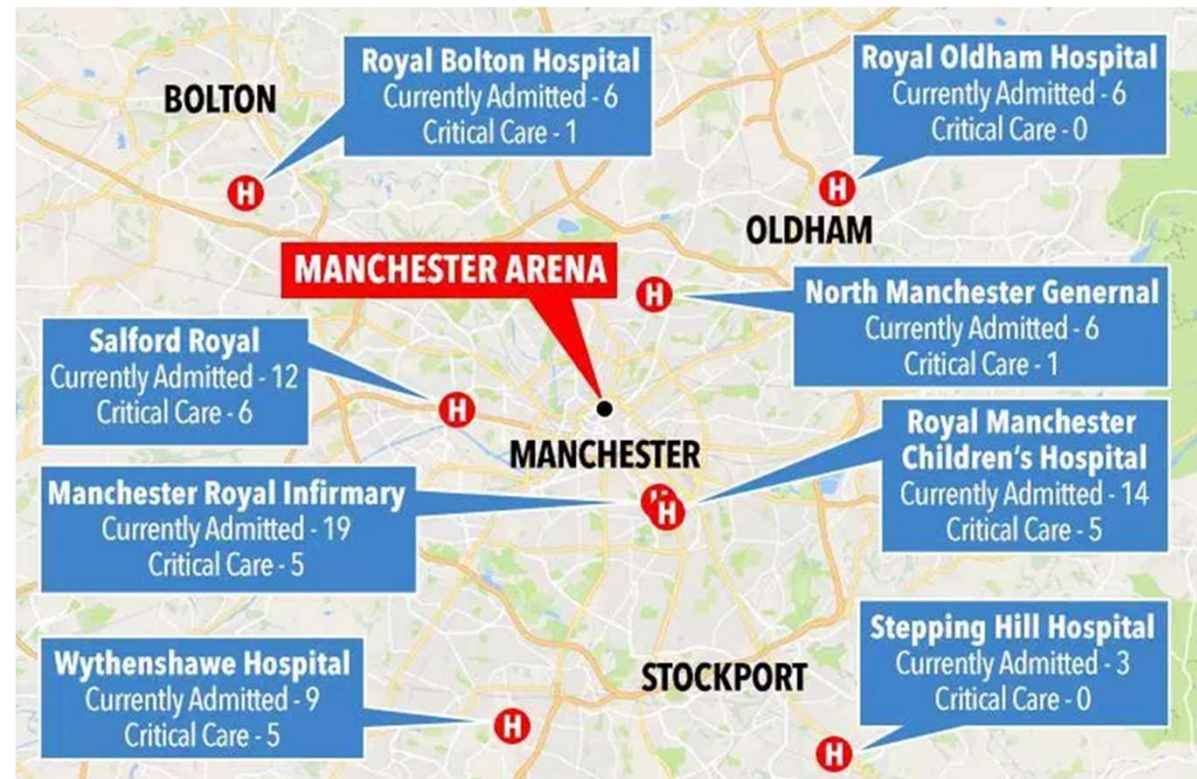 BOLTON
Royal Bolton Hospital
Currently Admitted - 6
Critical Care - 1
Royal Oldham Hospital
Currently Admitted - 6
Critical Care - 0
H
H
OLDHAM
MANCHESTER ARENA
H
North Manchester Genernal
Currently Admitted - 6
Critical Care - 1
Salford Royal
Currently Admitted - 12
Critical Care - 6
H
MANCHESTER
Royal Manchester
Children's Hospital
Currently Admitted - 14
Critical Care - 5
Manchester Royal Infirmary
Currently Admitted - 19
Critical Care - 5
H
Wythenshawe Hospital
Currently Admitted - 9
Critical Care - 5
H
STOCKPORT
Stepping Hill Hospital
Currently Admitted - 3
Critical Care - 0
H